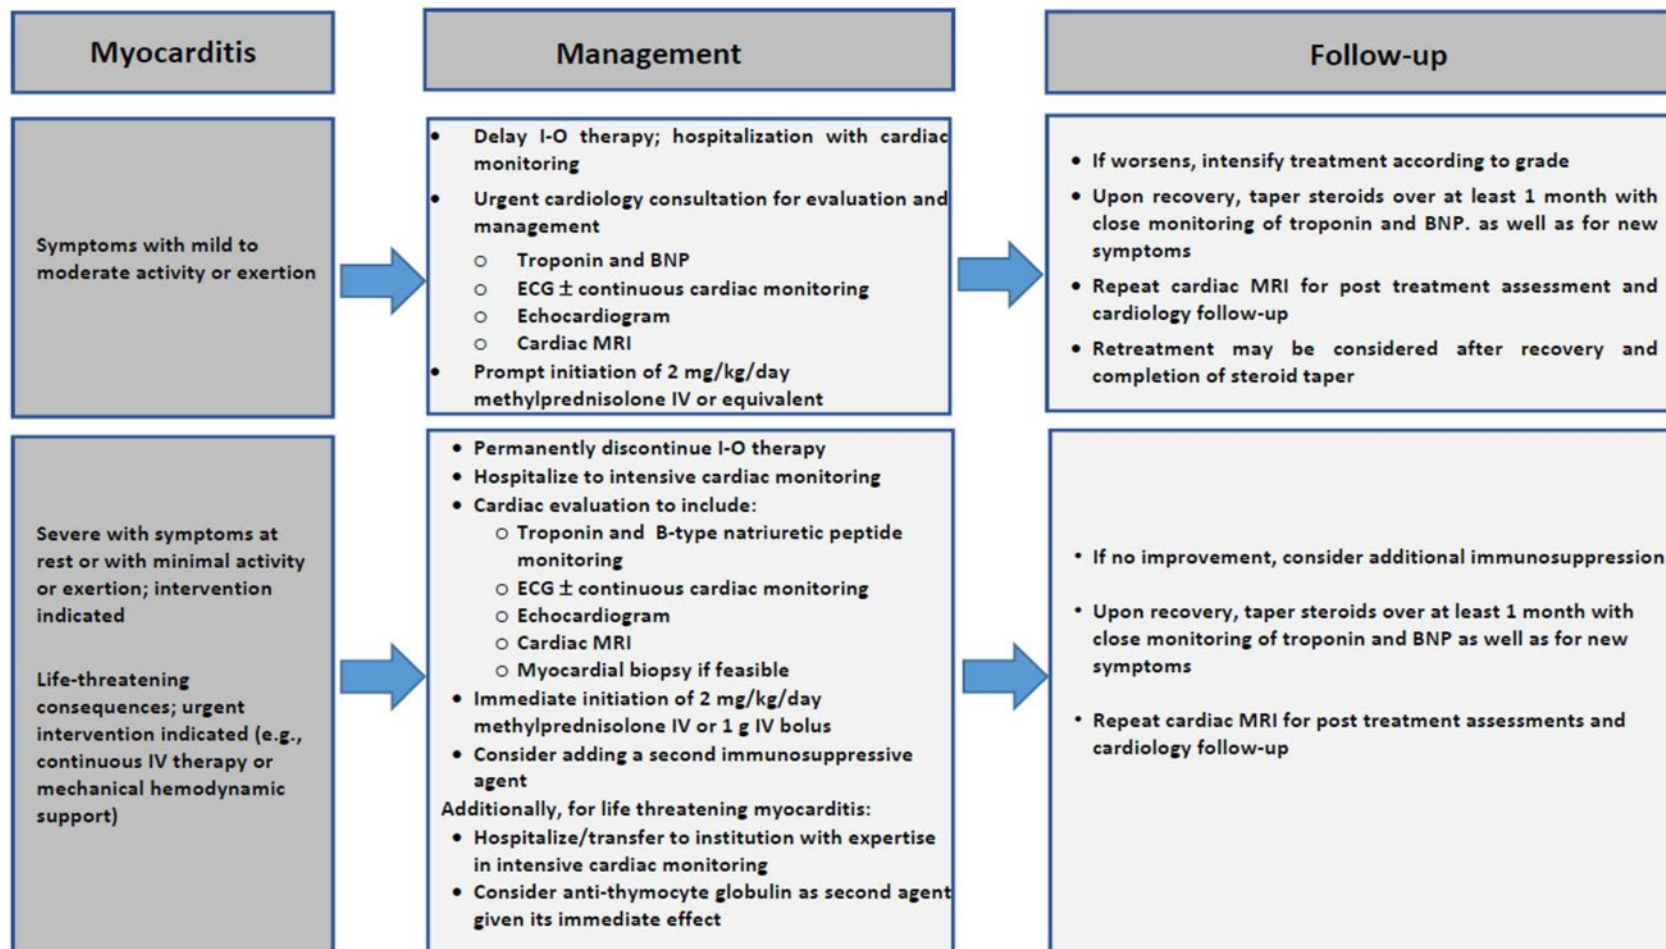 Myocarditis
Management
Follow-up
Symptoms with mild to
moderate activity or exertion
• Delay I-O therapy; hospitalization with cardiac
monitoring
• Urgent cardiology consultation for evaluation and
management
o Troponin and BNP
o ECG ± continuous cardiac monitoring
o Echocardiogram
o Cardiac MRI
• Prompt initiation of 2 mg/kg/day
methylprednisolone IV or equivalent
• If worsens, intensify treatment according to grade
• Upon recovery, taper steroids over at least 1 month with
close monitoring of troponin and BNP. as well as for new
symptoms
• Repeat cardiac MRI for post treatment assessment and
cardiology follow-up
• Retreatment may be considered after recovery and
completion of steroid taper
Severe with symptoms at
rest or with minimal activity
or exertion; intervention
indicated
Life-threatening
consequences; urgent
intervention indicated (e.g.,
continuous IV therapy or
mechanical hemodynamic
support)
• Permanently discontinue I-O therapy
• Hospitalize to intensive cardiac monitoring
• Cardiac evaluation to include:
o Troponin and B-type natriuretic peptide
monitoring
o ECG ± continuous cardiac monitoring
o Echocardiogram
o Cardiac MRI
o Myocardial biopsy if feasible
• Immediate initiation of 2 mg/kg/day
methylprednisolone IV or 1 g IV bolus
• Consider adding a second immunosuppressive
agent
Additionally, for life threatening myocarditis:
• Hospitalize/transfer to institution with expertise
in intensive cardiac monitoring
• Consider anti-thymocyte globulin as second agent
given its immediate effect
• If no improvement, consider additional immunosuppression
• Upon recovery, taper steroids over at least 1 month with
close monitoring of troponin and BNP as well as for new
symptoms
• Repeat cardiac MRI for post treatment assessments and
cardiology follow-up